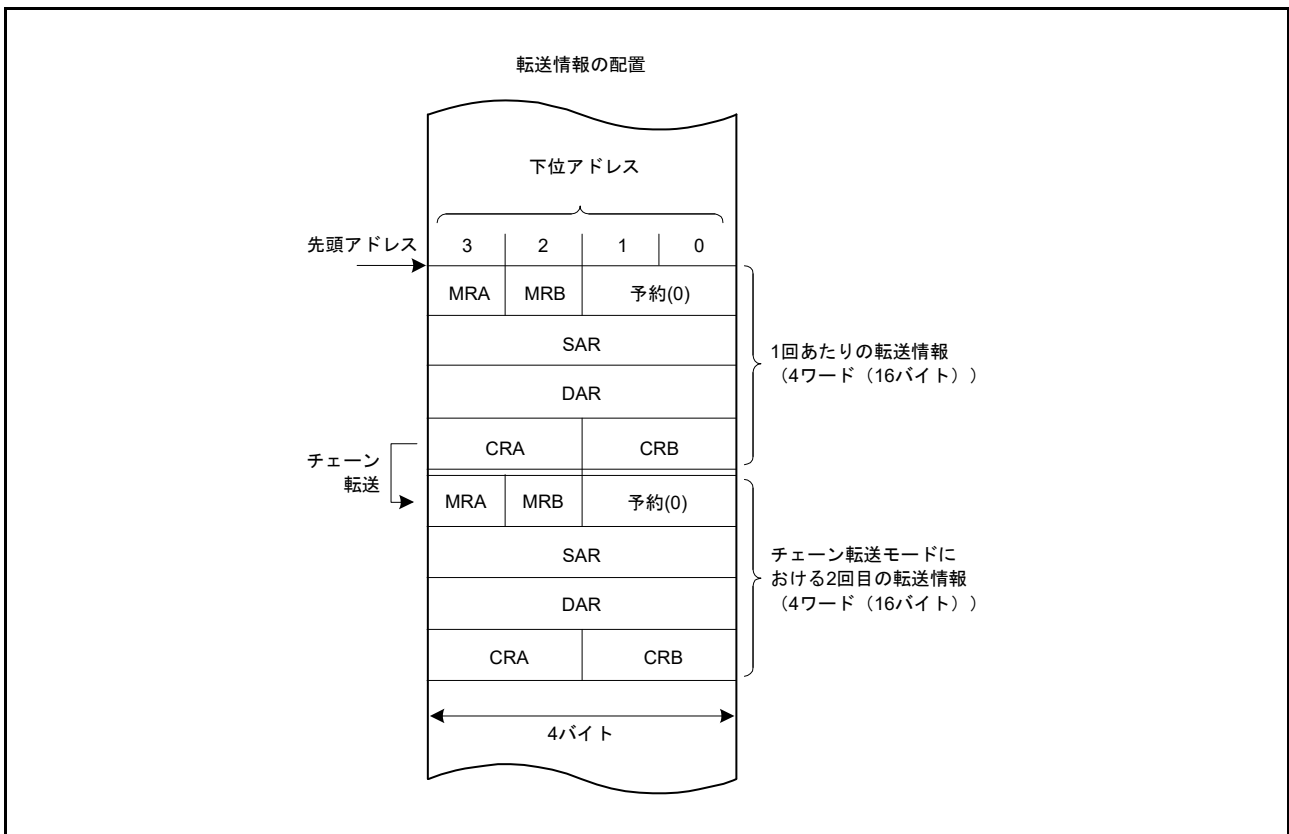 転送情報の配置
下位アドレス
先頭アドレス
3 2 1 0
MRA MRB 予約(0)
SAR
DAR
CRA CRB
1回あたりの転送情報
（4ワード（16バイト））
チェーン
転送
MRA MRB 予約(0)
SAR
DAR
CRA CRB
チェーン転送モードに
おける2回目の転送情報
（4ワード（16バイト））
4バイト